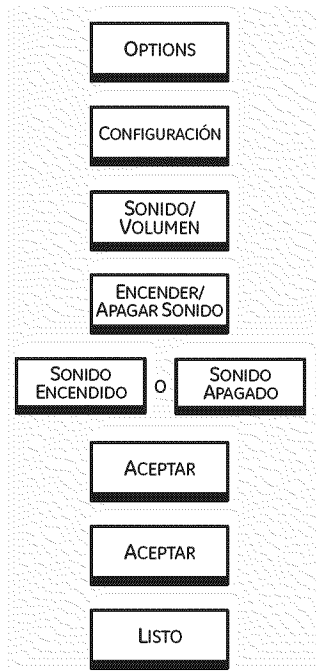 OPTIONS
CONFIGURACIÓN
SONIDO/
VOLUMEN
ENCENDER/
APAGAR SONIDO
SONIDO
ENCENDIDO
O
SONIDO
APAGADO
ACEPTAR
ACEPTAR
LISTO